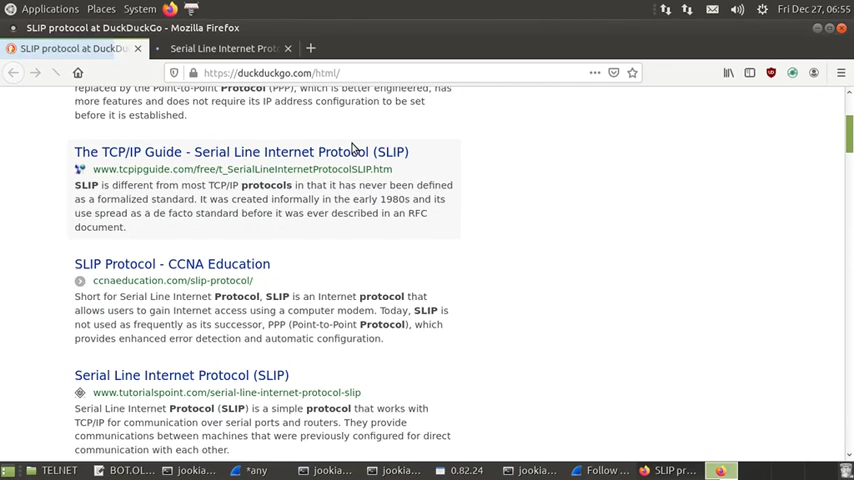 Applications Places System Fri Dec 27, 06:55
SLIP protocol at DuckDuckGo - Mozilla Firefox
SLIP protocol at DuckDu Serial Line Internet Prot
https://duckduckgo.com/html/
replaced by the Point-to-Point Protocol (PPP), which is better engineered, has
more features and does not require its IP address configuration to be set
before it is established.
The TCP/IP Guide - Serial Line Internet Protocol (SLIP)
www.tcpipguide.com/free/t_SerialLineInternetProtocolSLIP.htm
SLIP is different from most TCP/IP protocols in that it has never been defined
as a formalized standard. It was created informally in the early 1980s and its
use spread as a de facto standard before it was ever described in an RFC
document.
SLIP Protocol - CCNA Education
ccnaeducation.com/slip-protocol/
Short for Serial Line Internet Protocol, SLIP is an Internet protocol that
allows users to gain Internet access using a computer modem. Today, SLIP is
not used as frequently as its successor, PPP (Point-to-Point Protocol), which
provides enhanced error detection and automatic configuration.
Serial Line Internet Protocol (SLIP)
www.tutorialspoint.com/serial-line-internet-protocol-slip
Serial Line Internet Protocol (SLIP) is a simple protocol that works with
TCP/IP for communication over serial ports and routers. They provide
communications between machines that were previously configured for direct
communication with each other.
TELNET BOT.OL... jookia... *any jookia... jookia... 0.82.24 jookia... Follow ... SLIP pr...